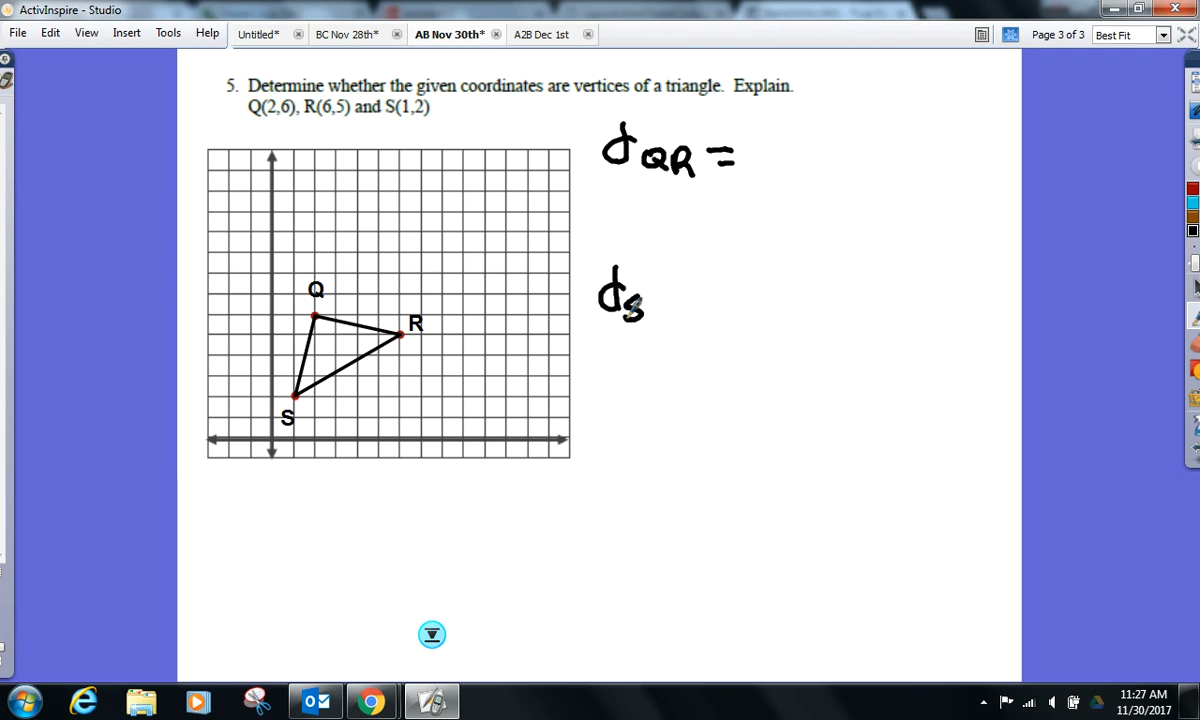 ActivInspire - Studio
File Edit View Insert Tools Help
Untitled* BC Nov 28th* AB Nov 30th* A2B Dec 1st
Page 3 of 3 Best Fit
5. Determine whether the given coordinates are vertices of a triangle. Explain.
Q(2,6), R(6,5) and S(1,2)
d QR =
Q
R
d S
S
11:27 AM
11/30/2017